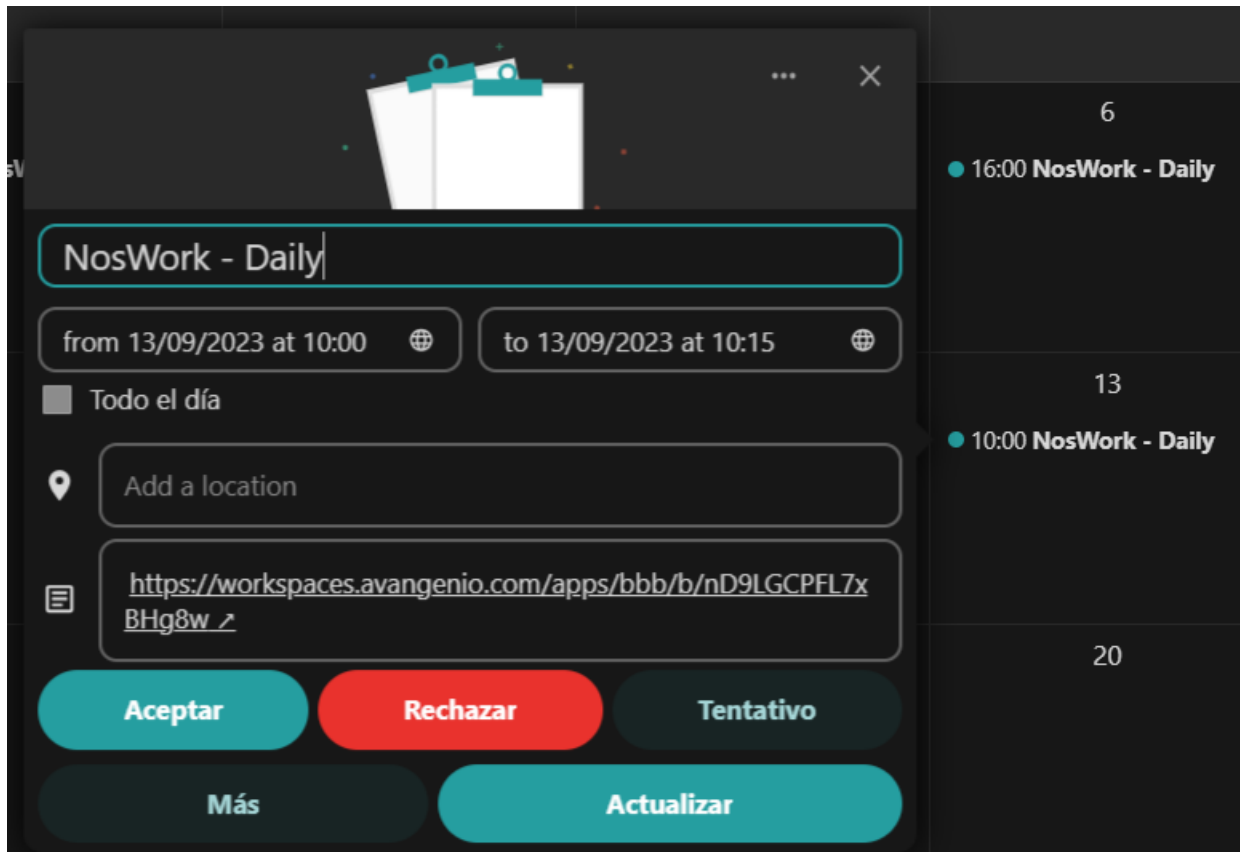 6
16:00 NosWork - Daily
NosWork - Daily
from 13/09/2023 at 10:00
to 13/09/2023 at 10:15
13
Todo el día
10:00 NosWork - Daily
Add a location
https://workspaces.avangenio.com/apps/bbb/b/nD9LGCPFL7x
BHg8w ↗
20
Aceptar
Rechazar
Tentativo
Más
Actualizar